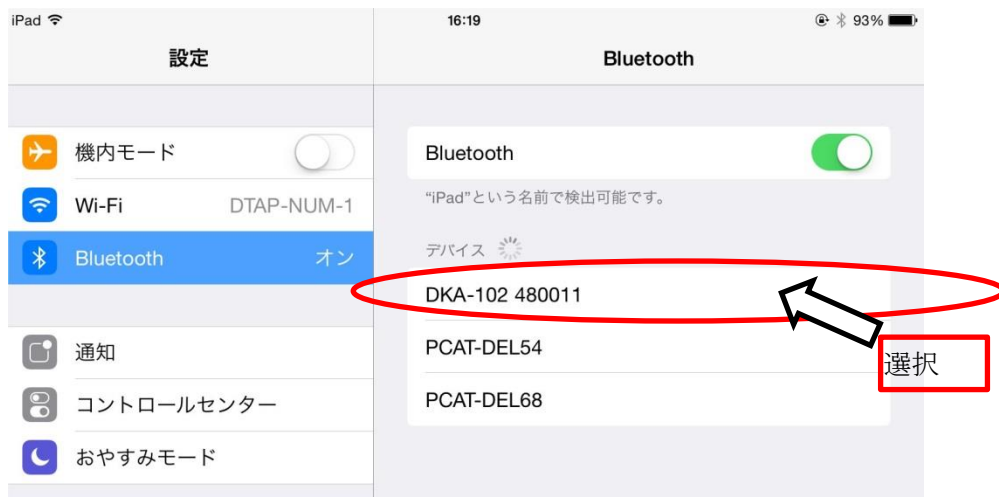 iPad 16:19 93%
設定
Bluetooth
機内モード
Wi-Fi DTAP-NUM-1
Bluetooth オン
通知
コントロールセンター
おやすみモード
Bluetooth
“iPad”という名前で検出可能です。
デバイス
DKA-102 480011
PCAT-DEL54
PCAT-DEL68
選択